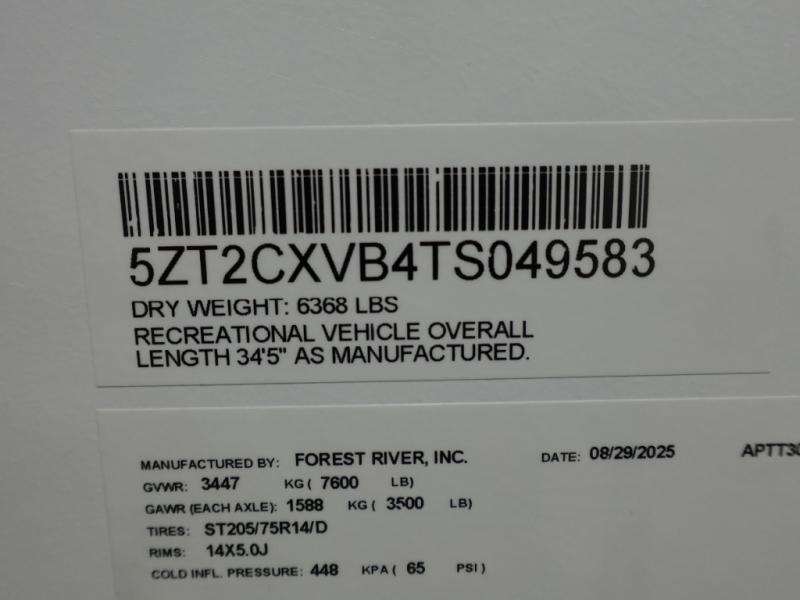 5ZT2CXVB4TS049583
DRY WEIGHT: 6368 LBS
RECREATIONAL VEHICLE OVERALL
LENGTH 34'5" AS MANUFACTURED.
MANUFACTURED BY: FOREST RIVER, INC. DATE: 08/29/2025 APTT30
GVWR: 3447 KG ( 7600 LB)
GAWR (EACH AXLE): 1588 KG ( 3500 LB)
TIRES: ST205/75R14/D
RIMS: 14X5.0J
COLD INFL. PRESSURE: 448 KPA ( 65 PSI )